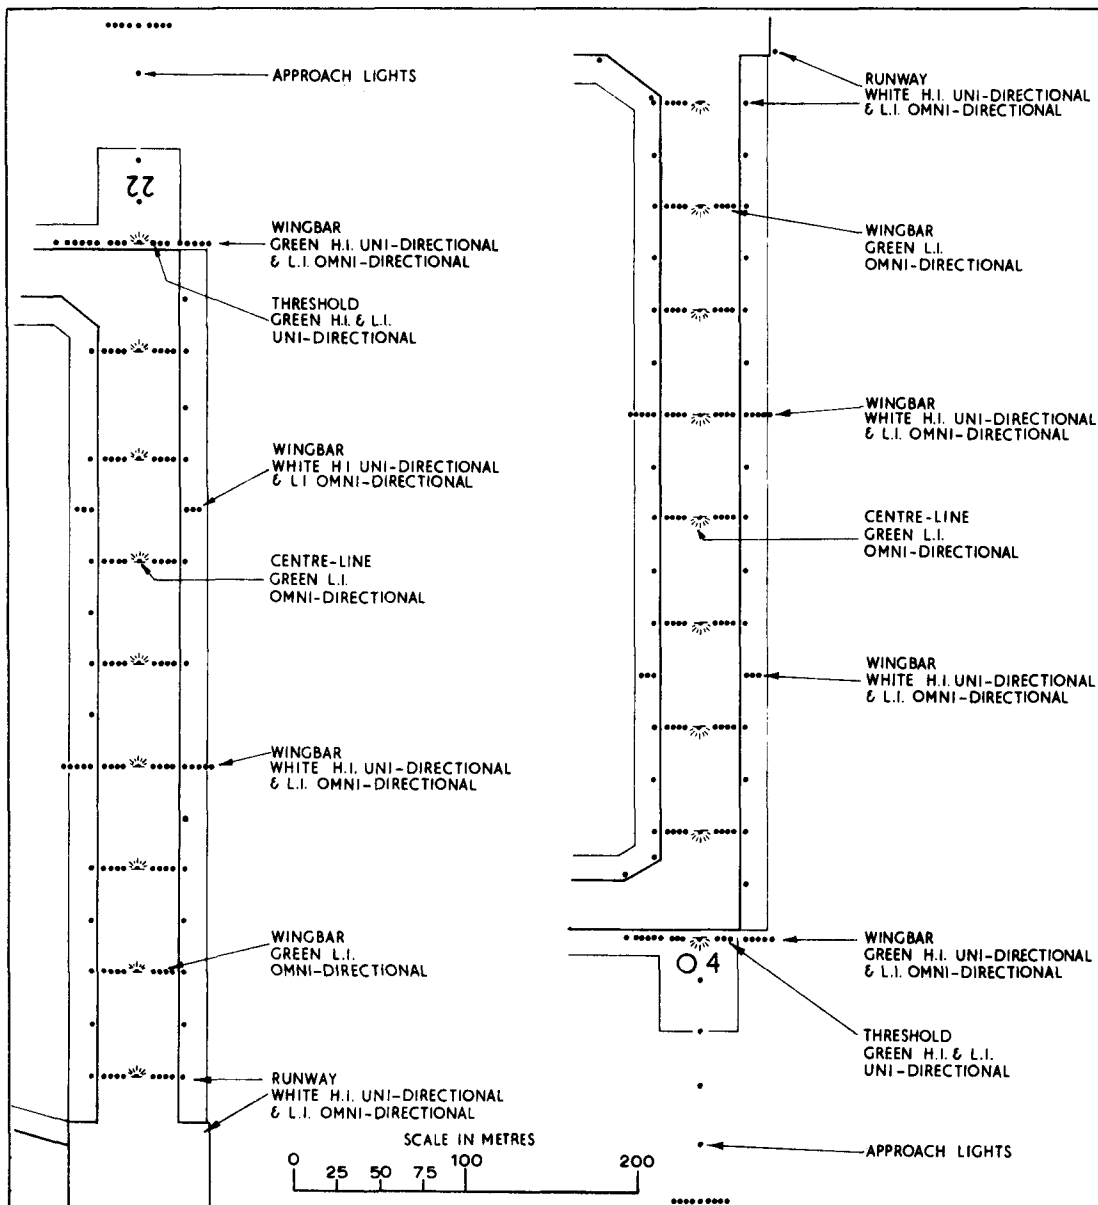 APPROACH LIGHTS
22
WINGBAR
GREEN H.I. UNI-DIRECTIONAL
& L.I. OMNI-DIRECTIONAL
THRESHOLD
GREEN H.I. & L.I.
UNI-DIRECTIONAL
WINGBAR
WHITE H.I UNI-DIRECTIONAL
& L.I OMNI-DIRECTIONAL
CENTRE-LINE
GREEN L.I.
OMNI-DIRECTIONAL
WINGBAR
WHITE H.I. UNI-DIRECTIONAL
& L.I. OMNI-DIRECTIONAL
WINGBAR
GREEN L.I.
OMNI-DIRECTIONAL
RUNWAY
WHITE H.I. UNI-DIRECTIONAL
& L.I. OMNI-DIRECTIONAL
RUNWAY
WHITE H.I. UNI-DIRECTIONAL
& L.I. OMNI-DIRECTIONAL
WINGBAR
GREEN L.I.
OMNI-DIRECTIONAL
WINGBAR
WHITE H.I. UNI-DIRECTIONAL
& L.I. OMNI-DIRECTIONAL
CENTRE-LINE
GREEN L.I.
OMNI-DIRECTIONAL
WINGBAR
WHITE H.I. UNI-DIRECTIONAL
& L.I. OMNI-DIRECTIONAL
WINGBAR
GREEN H.I. UNI-DIRECTIONAL
& L.I. OMNI-DIRECTIONAL
04
THRESHOLD
GREEN H.I. & L.I.
UNI-DIRECTIONAL
APPROACH LIGHTS
SCALE IN METRES
0 25 50 75 100 200